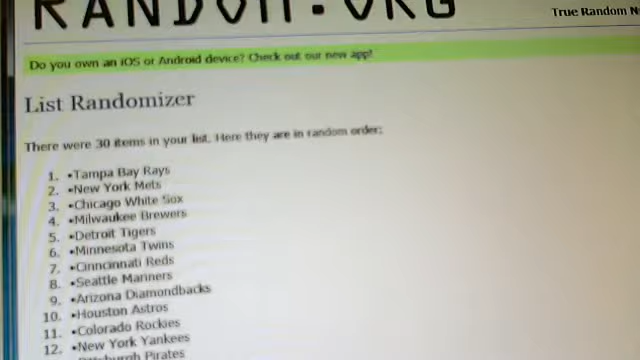 RANDOM.ORG
True Random N
Do you own an iOS or Android device? Check out our new app!
List Randomizer
There were 30 items in your list. Here they are in random order:
1. •Tampa Bay Rays
2. •New York Mets
3. •Chicago White Sox
4. •Milwaukee Brewers
5. •Detroit Tigers
6. •Minnesota Twins
7. •Cinncinnati Reds
8. •Seattle Mariners
9. •Arizona Diamondbacks
10. •Houston Astros
11. •Colorado Rockies
12. •New York Yankees
Pittsburgh Pirates